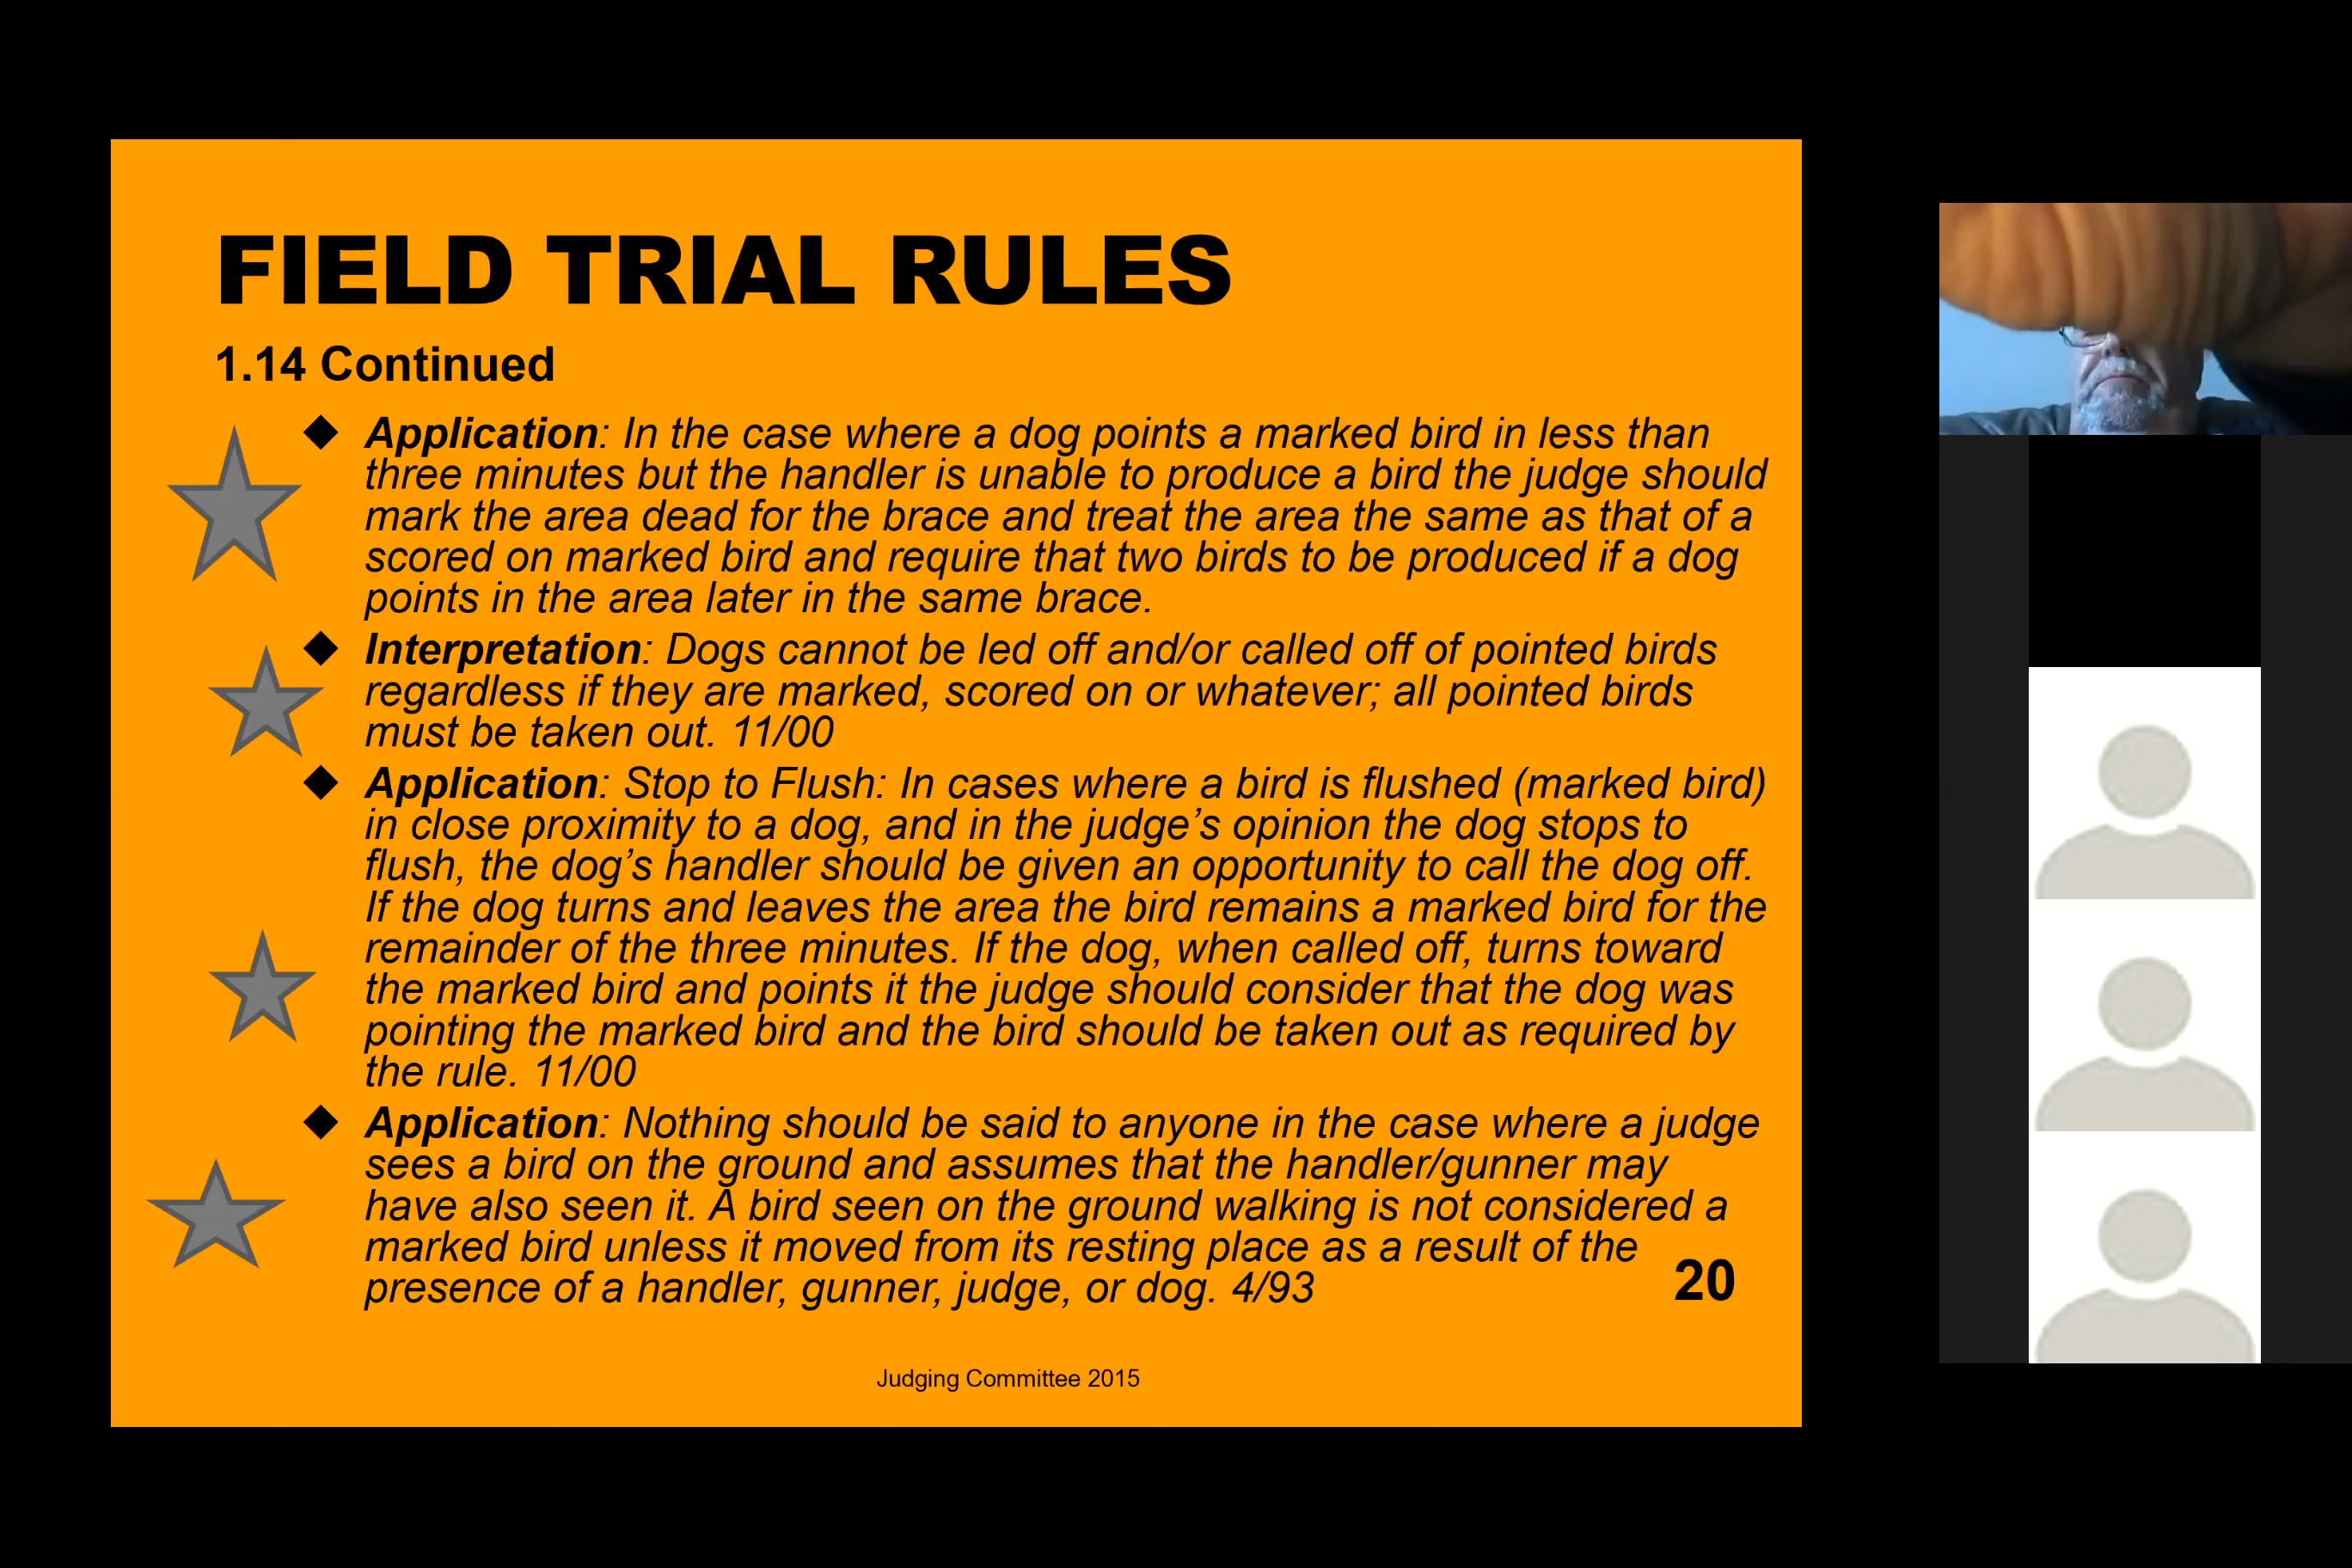 FIELD TRIAL RULES
1.14 Continued
Application: In the case where a dog points a marked bird in less than
three minutes but the handler is unable to produce a bird the judge should
mark the area dead for the brace and treat the area the same as that of a
scored on marked bird and require that two birds to be produced if a dog
points in the area later in the same brace.
Interpretation: Dogs cannot be led off and/or called off of pointed birds
regardless if they are marked, scored on or whatever; all pointed birds
must be taken out. 11/00
Application: Stop to Flush: In cases where a bird is flushed (marked bird)
in close proximity to a dog, and in the judge’s opinion the dog stops to
flush, the dog’s handler should be given an opportunity to call the dog off.
If the dog turns and leaves the area the bird remains a marked bird for the
remainder of the three minutes. If the dog, when called off, turns toward
the marked bird and points it the judge should consider that the dog was
pointing the marked bird and the bird should be taken out as required by
the rule. 11/00
Application: Nothing should be said to anyone in the case where a judge
sees a bird on the ground and assumes that the handler/gunner may
have also seen it. A bird seen on the ground walking is not considered a
marked bird unless it moved from its resting place as a result of the
presence of a handler, gunner, judge, or dog. 4/93
20
Judging Committee 2015